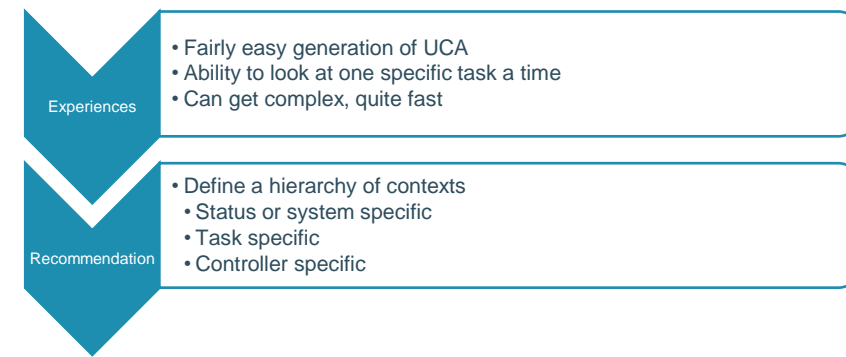 Experiences
• Fairly easy generation of UCA
• Ability to look at one specific task a time
• Can get complex, quite fast
Recommendation
• Define a hierarchy of contexts
• Status or system specific
• Task specific
• Controller specific